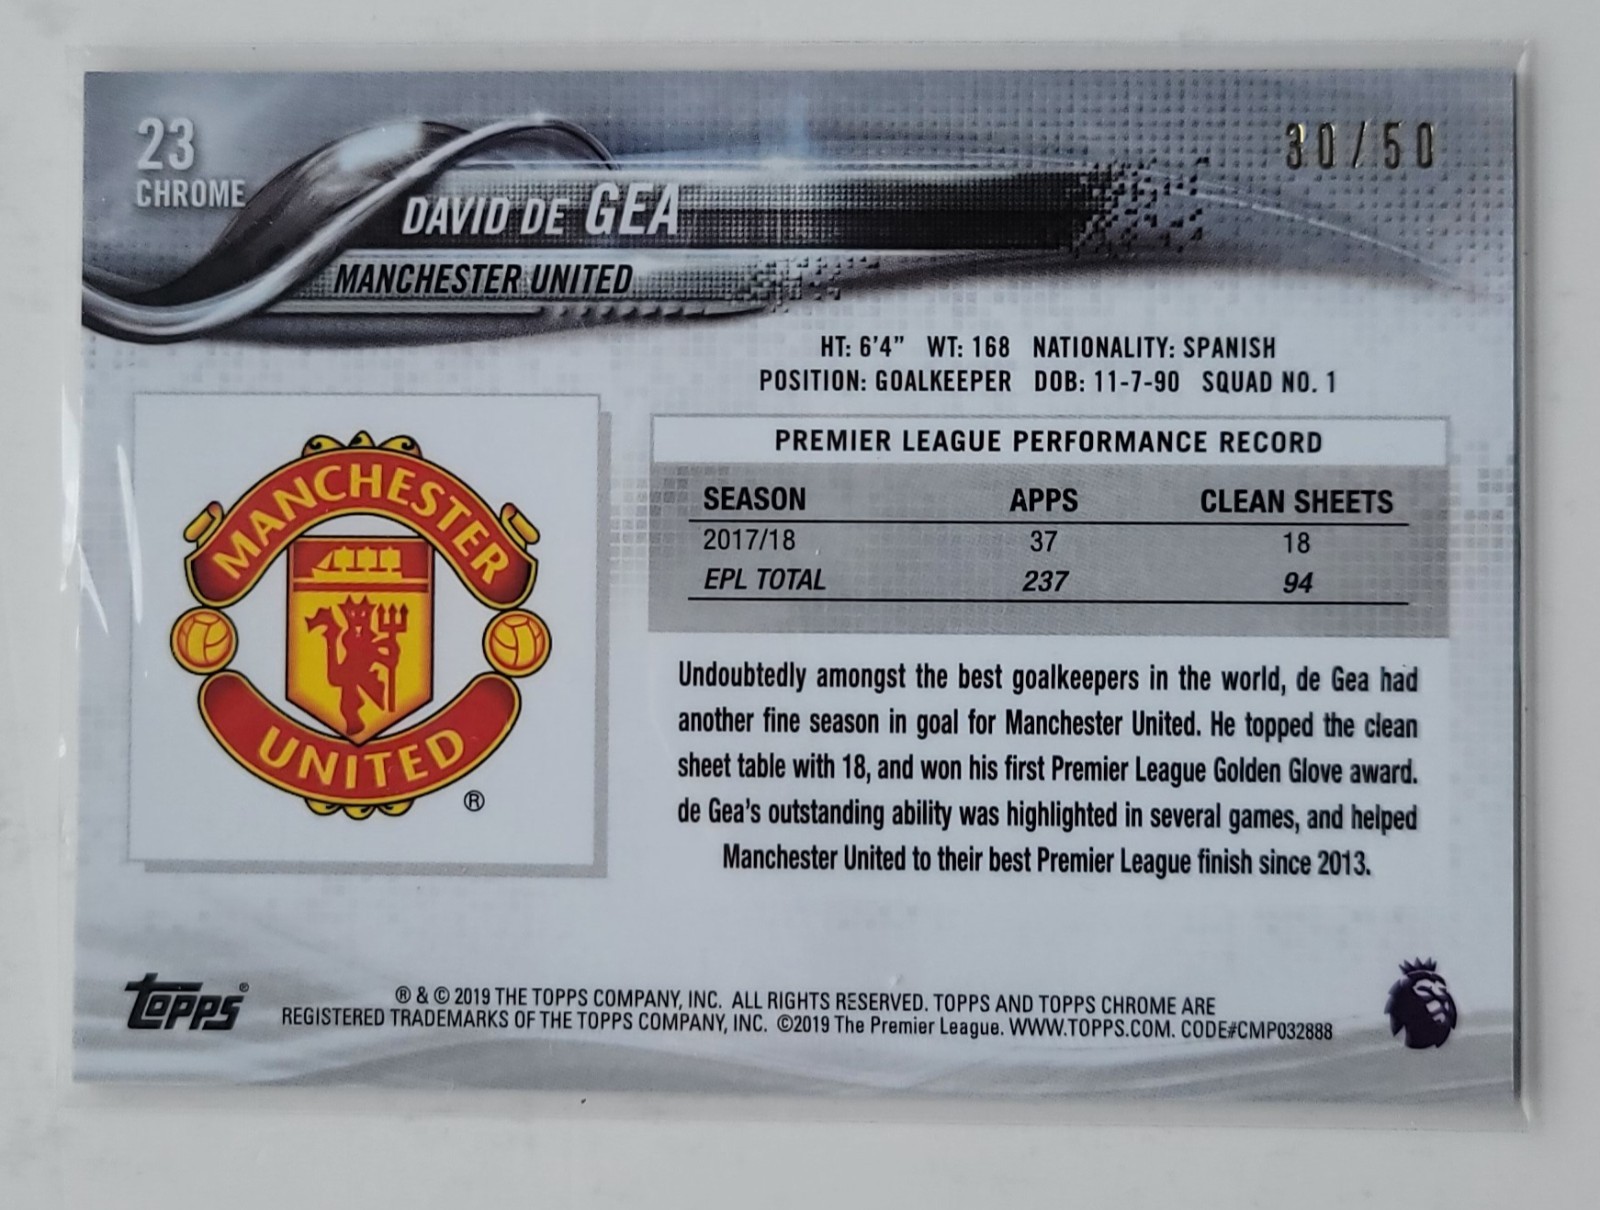 23
CHROME
30/50
DAVID DE GEA
MANCHESTER UNITED
HT: 6'4" WT: 168 NATIONALITY: SPANISH
POSITION: GOALKEEPER DOB: 11-7-90 SQUAD NO. 1
MANCHESTER
UNITED
®
PREMIER LEAGUE PERFORMANCE RECORD
SEASON APPS CLEAN SHEETS
2017/18 37 18
EPL TOTAL 237 94
Undoubtedly amongst the best goalkeepers in the world, de Gea had
another fine season in goal for Manchester United. He topped the clean
sheet table with 18, and won his first Premier League Golden Glove award.
de Gea's outstanding ability was highlighted in several games, and helped
Manchester United to their best Premier League finish since 2013.
Topps®
® & © 2019 THE TOPPS COMPANY, INC. ALL RIGHTS RESERVED. TOPPS AND TOPPS CHROME ARE
REGISTERED TRADEMARKS OF THE TOPPS COMPANY, INC. ©2019 The Premier League. WWW.TOPPS.COM. CODE#CMP032888